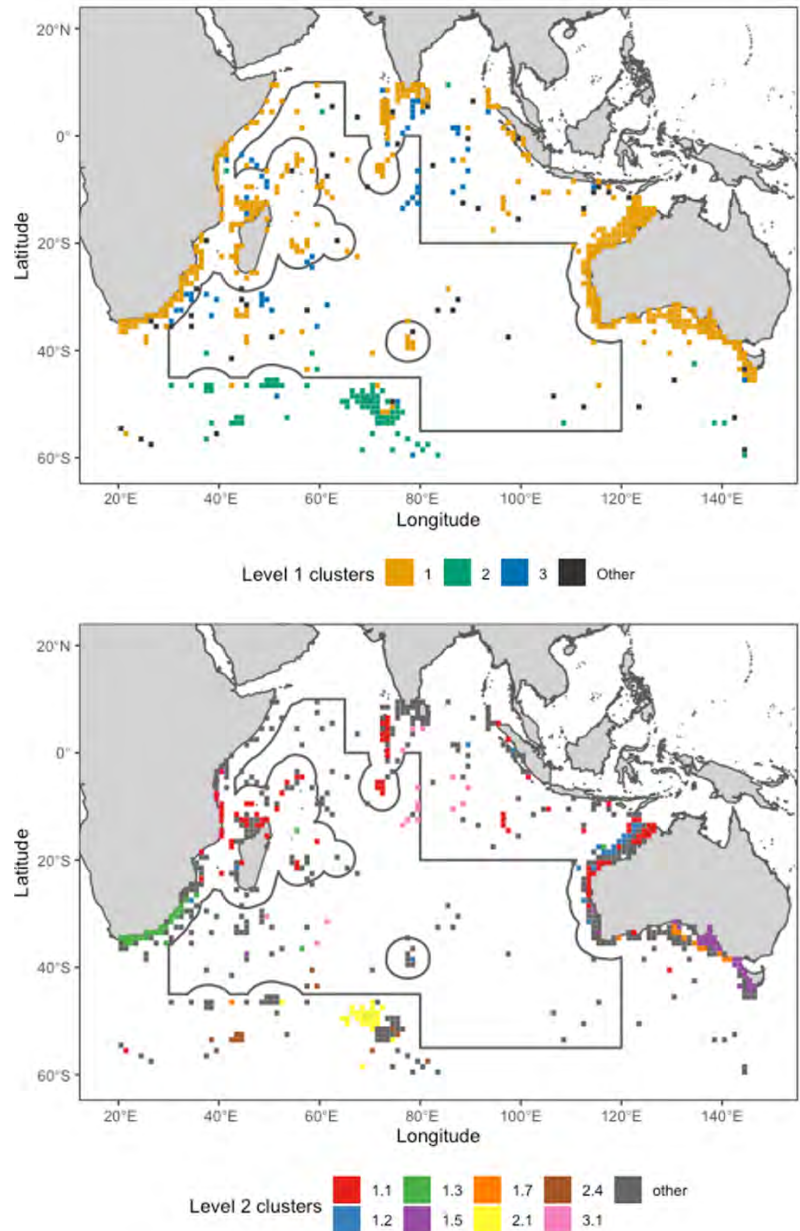 20°N
0°
20°S
40°S
60°S
Latitude
20°E 40°E 60°E 80°E 100°E 120°E 140°E
Longitude
Level 1 clusters 1 2 3 Other
20°N
0°
20°S
40°S
60°S
Latitude
20°E 40°E 60°E 80°E 100°E 120°E 140°E
Longitude
Level 2 clusters
1.1 1.3 1.7 2.4 other
1.2 1.5 2.1 3.1